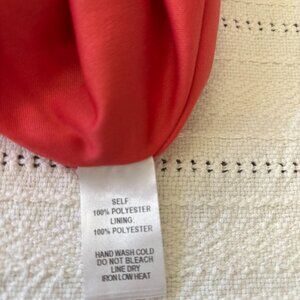 SELF
100% POLYESTER
LINING:
100% POLYESTER
HAND WASH COLD
DO NOT BLEACH
LINE DRY
IRON LOW HEAT